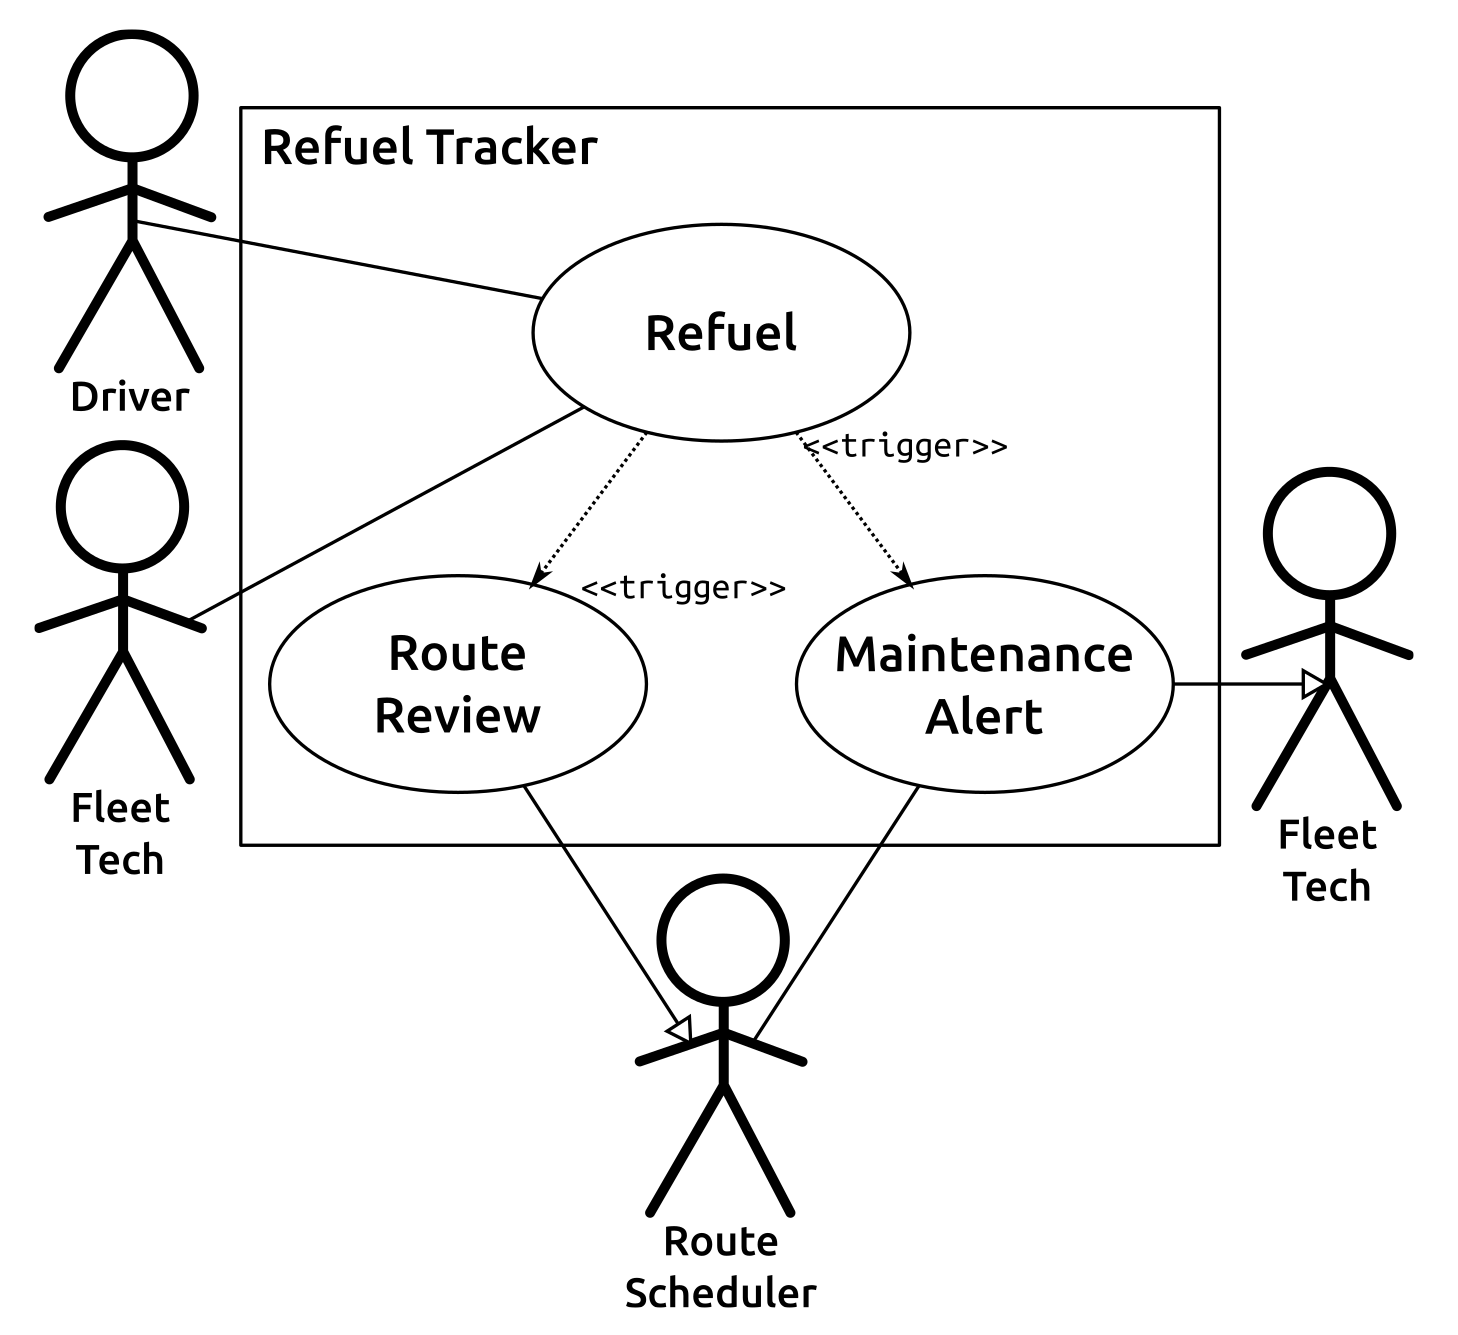 Refuel Tracker
Refuel
Driver
<<trigger>>
<<trigger>>
Route
Review
Maintenance
Alert
Fleet
Tech
Fleet
Tech
Route
Scheduler